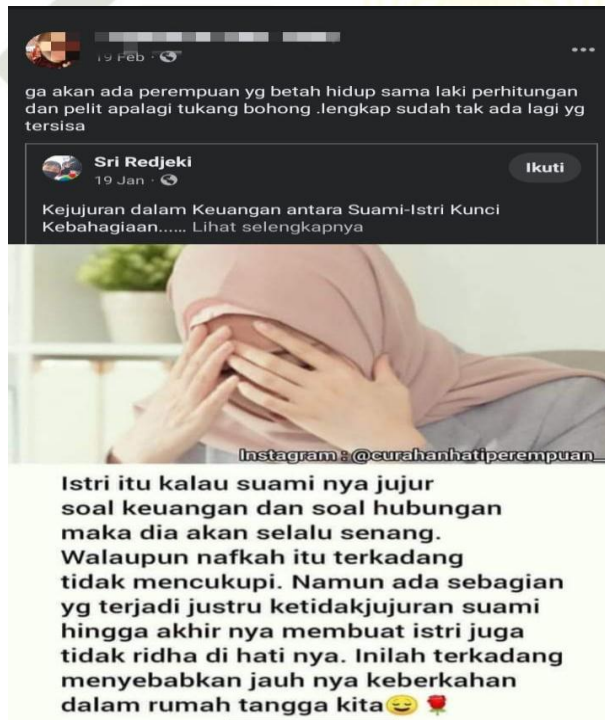 19 Feb
ga akan ada perempuan yg betah hidup sama laki perhitungan
dan pelit apalagi tukang bohong .lengkap sudah tak ada lagi yg
tersisa
Sri Redjeki
Ikuti
19 Jan ·
Kejujuran dalam Keuangan antara Suami-Istri Kunci
Kebahagiaan...... Lihat selengkapnya
Instagram : @curahanhatiperempuan_
Istri itu kalau suami nya jujur
soal keuangan dan soal hubungan
maka dia akan selalu senang.
Walaupun nafkah itu terkadang
tidak mencukupi. Namun ada sebagian
yg terjadi justru ketidakjujuran suami
hingga akhir nya membuat istri juga
tidak ridha di hati nya. Inilah terkadang
menyebabkan jauh nya keberkahan
dalam rumah tangga kita😌🌹